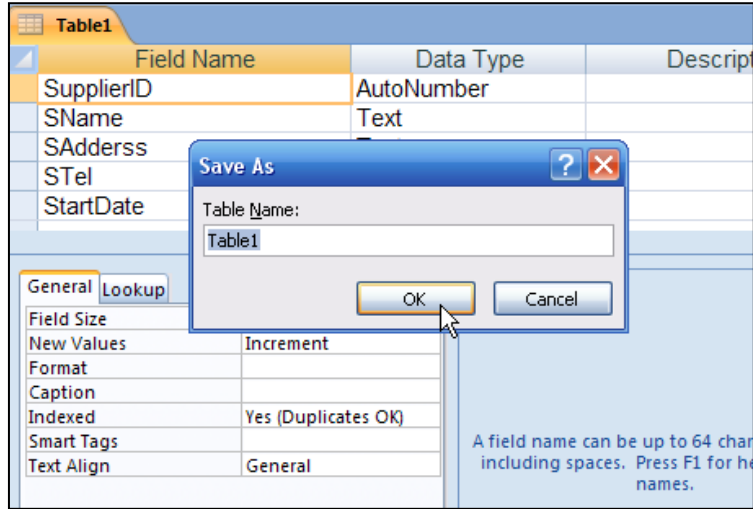 Table1
Field Name Data Type Descript
SupplierID AutoNumber
SName Text
SAdderss
STel
StartDate
Save As
Table Name:
Table1
OK Cancel
General Lookup
Field Size
New Values Increment
Format
Caption
Indexed Yes (Duplicates OK)
Smart Tags
Text Align General
A field name can be up to 64 char
including spaces. Press F1 for he
names.